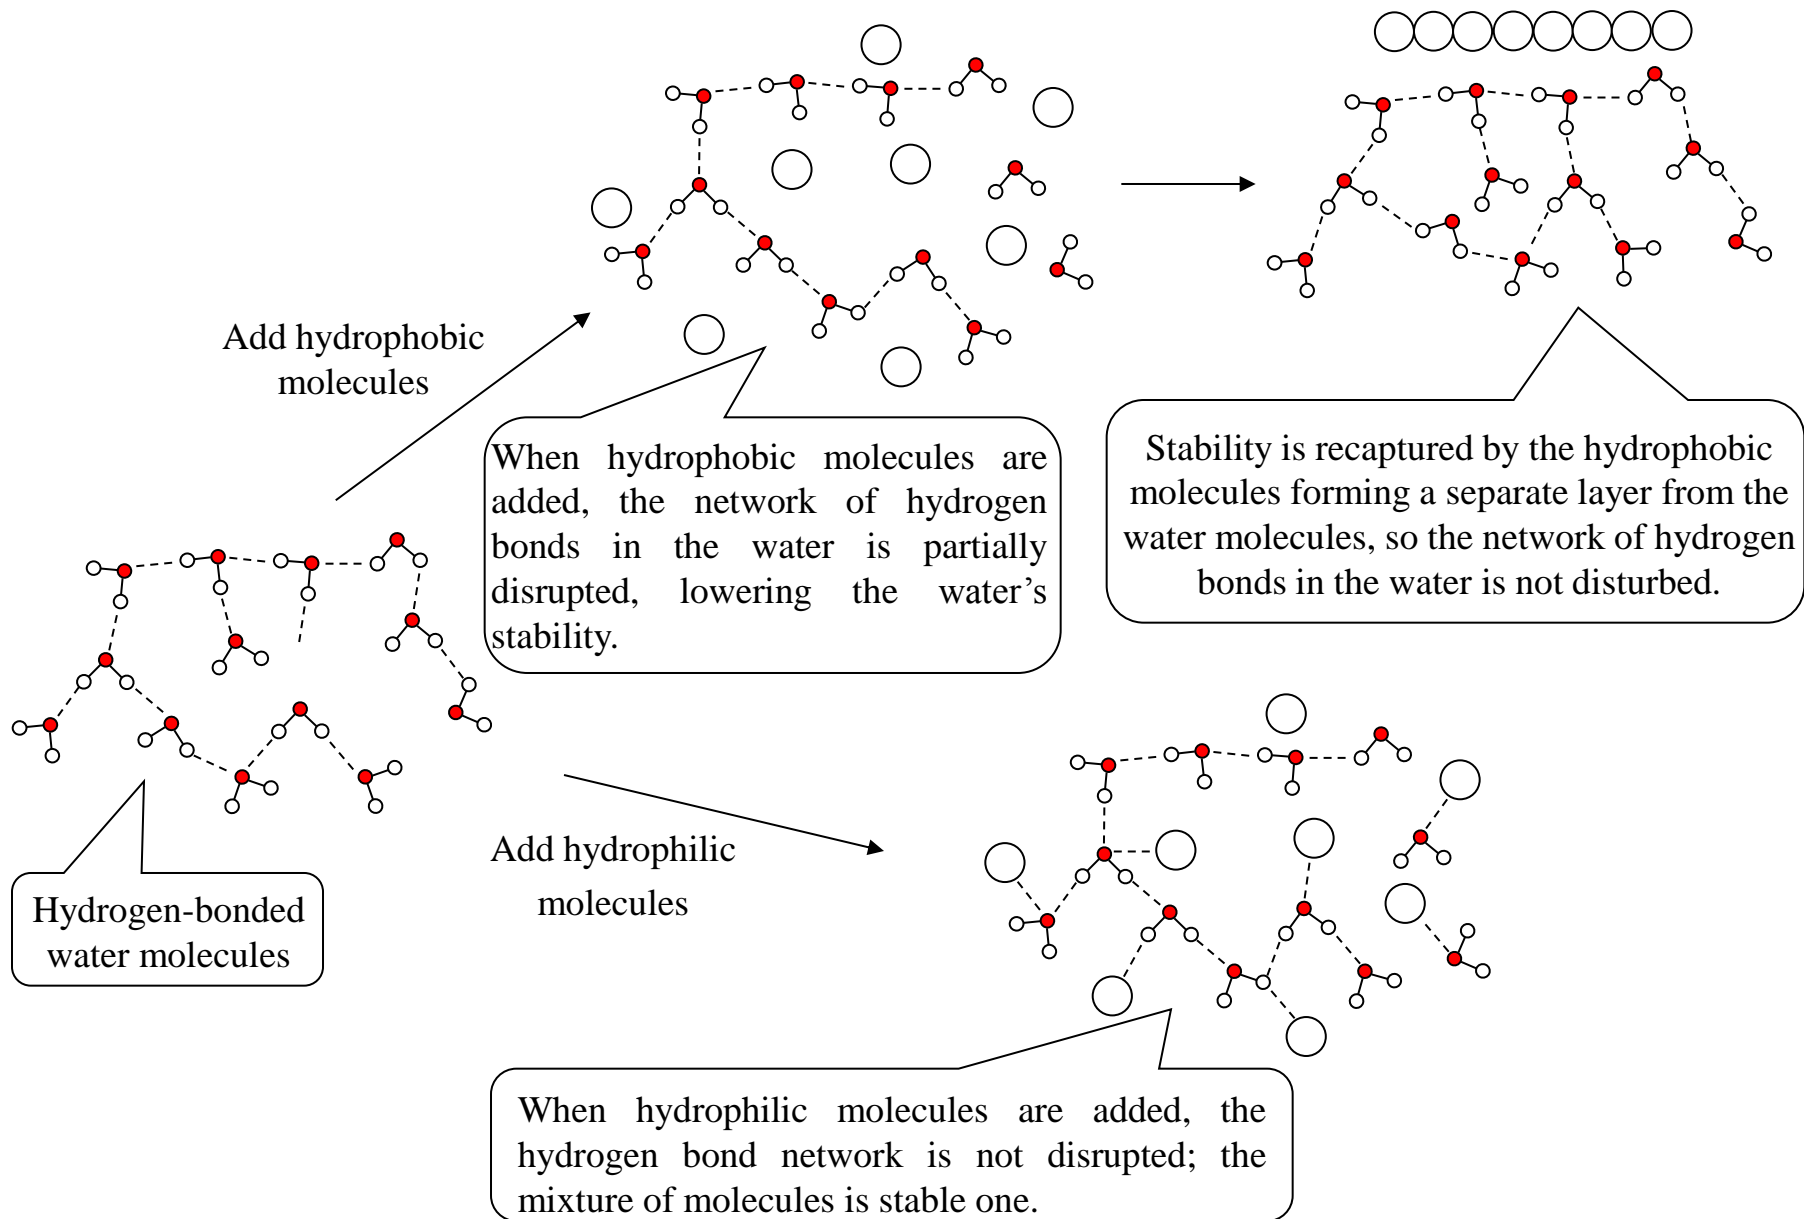 Add hydrophobic
molecules
When hydrophobic molecules are
added, the network of hydrogen
bonds in the water is partially
disrupted, lowering the water’s
stability.
Stability is recaptured by the hydrophobic
molecules forming a separate layer from the
water molecules, so the network of hydrogen
bonds in the water is not disturbed.
Hydrogen-bonded
water molecules
Add hydrophilic
molecules
When hydrophilic molecules are added, the
hydrogen bond network is not disrupted; the
mixture of molecules is stable one.